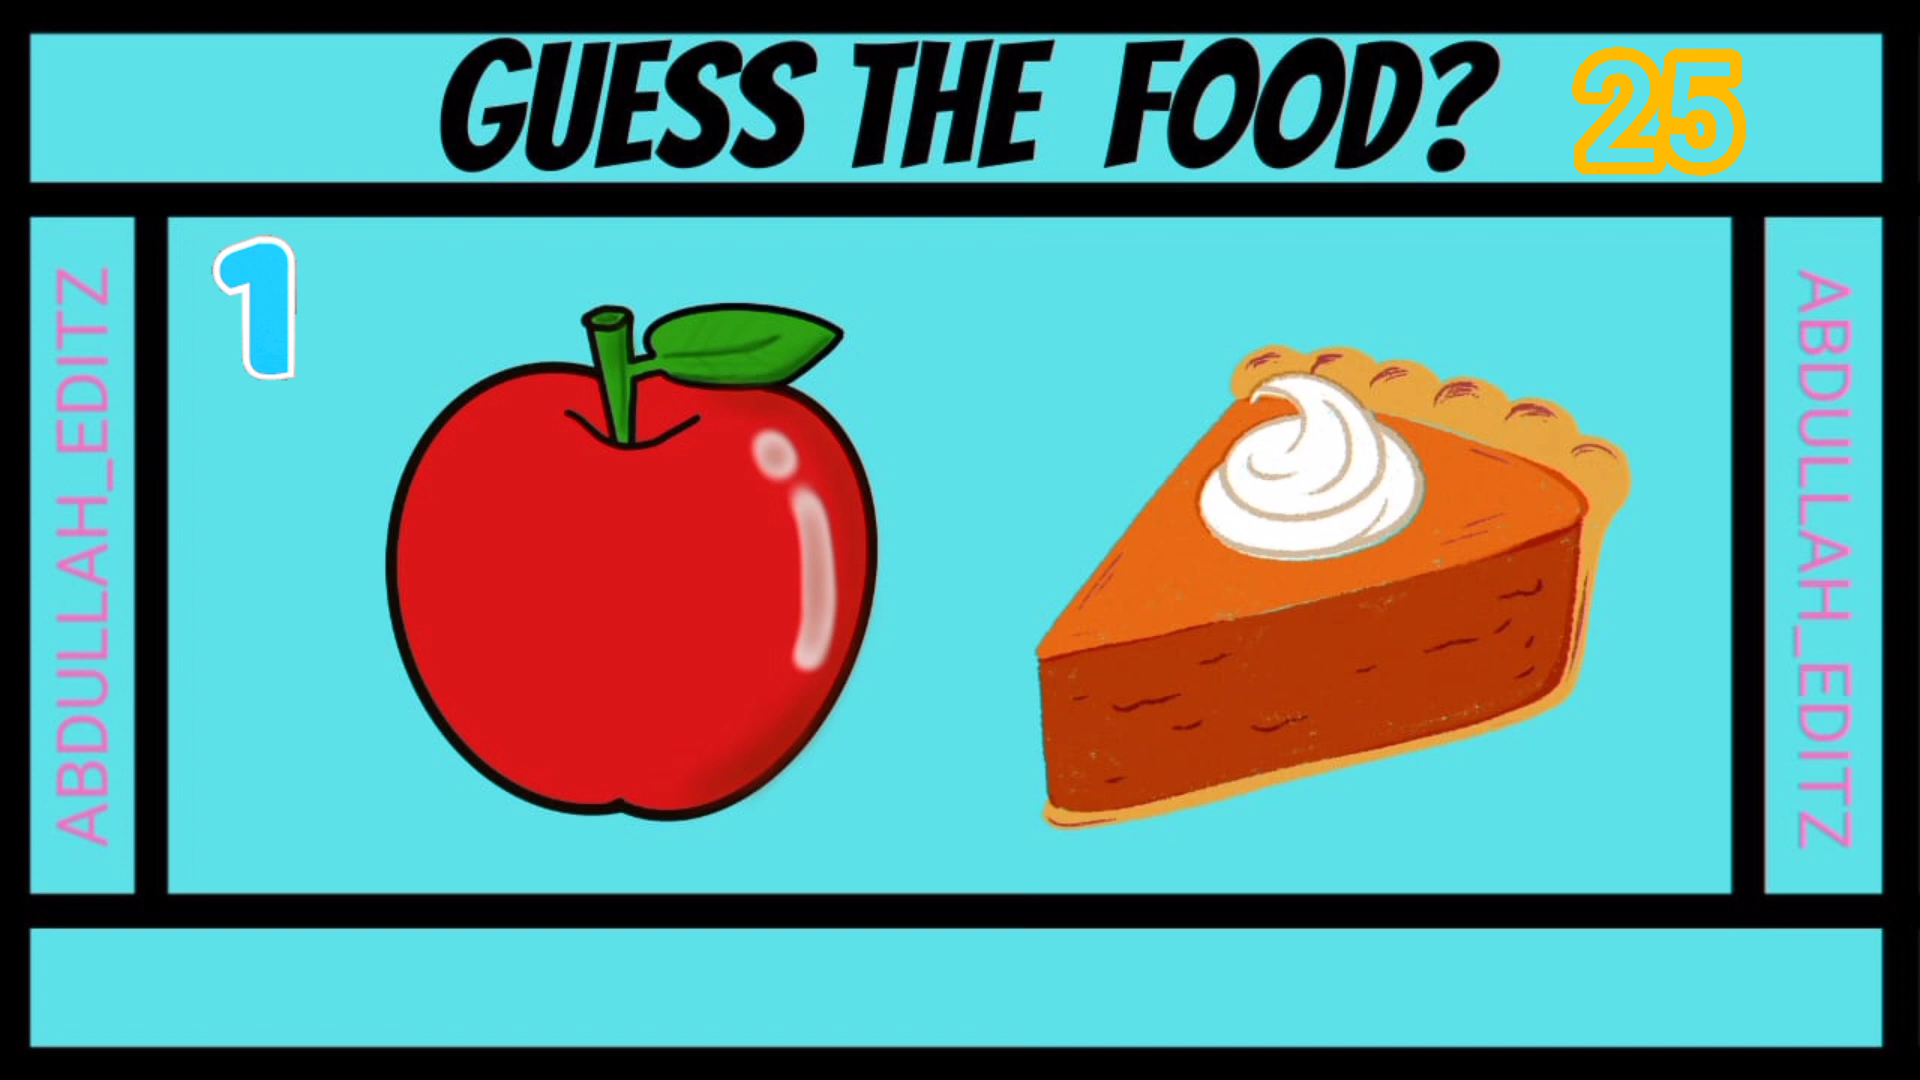 GUESS THE FOOD?
25
1
ABDULLAH_EDITZ
ABDULLAH_EDITZ